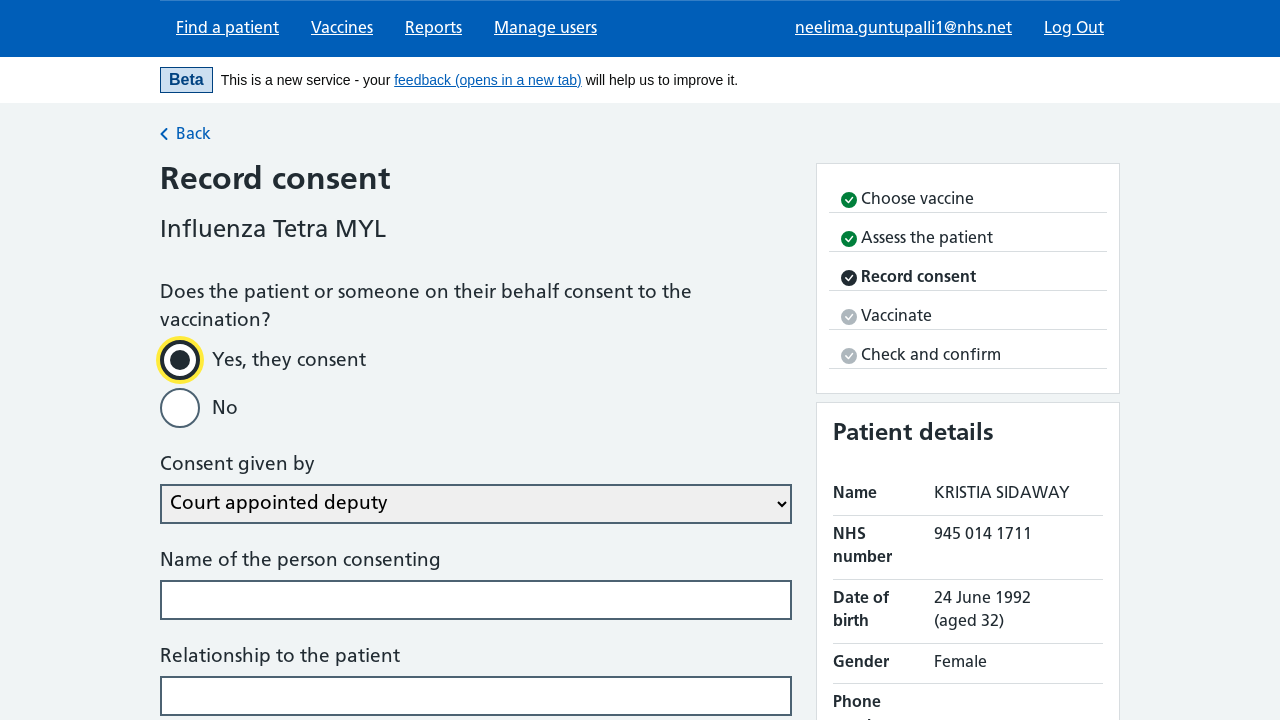 Find a patient Vaccines Reports Manage users neelima.guntupalli1@nhs.net Log Out
Beta This is a new service - your feedback (opens in a new tab) will help us to improve it.
Back
Record consent
Influenza Tetra MYL
Does the patient or someone on their behalf consent to the
vaccination?
Yes, they consent
No
Consent given by
Court appointed deputy
Name of the person consenting
Relationship to the patient
Choose vaccine
Assess the patient
Record consent
Vaccinate
Check and confirm
Patient details
Name KRISTIA SIDAWAY
NHS number 945 014 1711
Date of birth 24 June 1992 (aged 32)
Gender Female
Phone